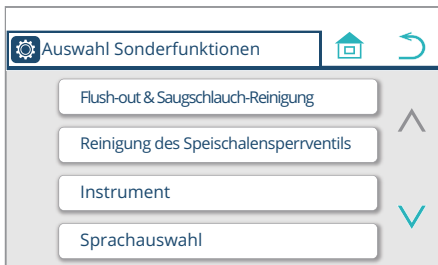 Auswahl Sonderfunktionen
Flush-out & Saugschlauch-Reinigung
Reinigung des Speischalensperrventils
Instrument
Sprachauswahl